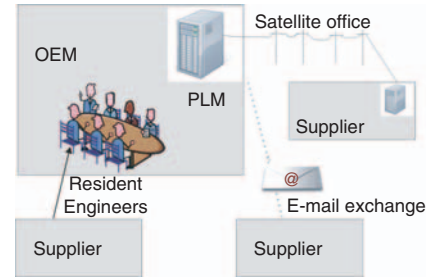 Satellite office
OEM
PLM
Supplier
@
Resident
Engineers
E-mail exchange
Supplier
Supplier